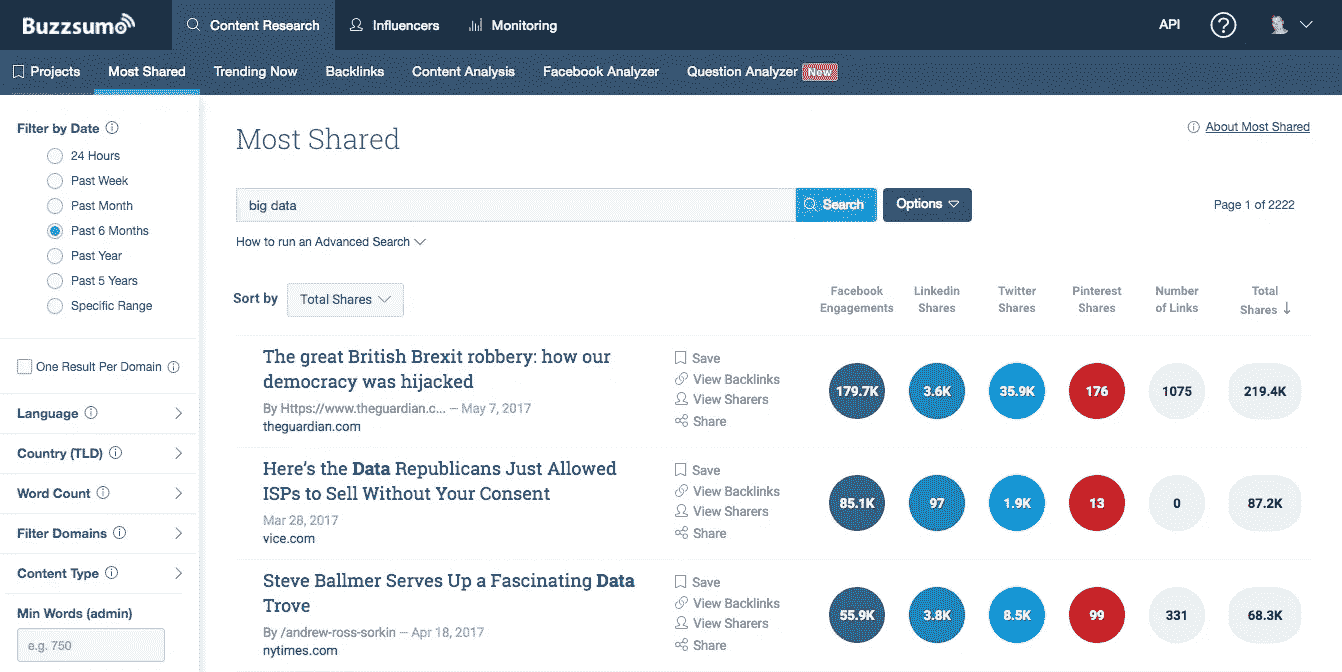 Buzzsumo
Content Research
Influencers
Monitoring
API
?
Projects
Most Shared
Trending Now
Backlinks
Content Analysis
Facebook Analyzer
Question Analyzer New
Filter by Date
24 Hours
Past Week
Past Month
Past 6 Months
Past Year
Past 5 Years
Specific Range
One Result Per Domain
Language
Country (TLD)
Word Count
Filter Domains
Content Type
Min Words (admin)
e.g. 750
Most Shared
About Most Shared
big data
Search
Options
Page 1 of 2222
How to run an Advanced Search
Sort by
Total Shares
Facebook
Engagements
Linkedin
Shares
Twitter
Shares
Pinterest
Shares
Number
of Links
Total
Shares ↓
The great British Brexit robbery: how our
democracy was hijacked
By Https://www.theguardian.c... – May 7, 2017
theguardian.com
Save
View Backlinks
View Sharers
Share
179.7K
3.6K
35.9K
176
1075
219.4K
Here's the Data Republicans Just Allowed
ISPs to Sell Without Your Consent
Mar 28, 2017
vice.com
Save
View Backlinks
View Sharers
Share
85.1K
97
1.9K
13
0
87.2K
Steve Ballmer Serves Up a Fascinating Data
Trove
By /andrew-ross-sorkin – Apr 18, 2017
nytimes.com
Save
View Backlinks
View Sharers
Share
55.9K
3.8K
8.5K
99
331
68.3K